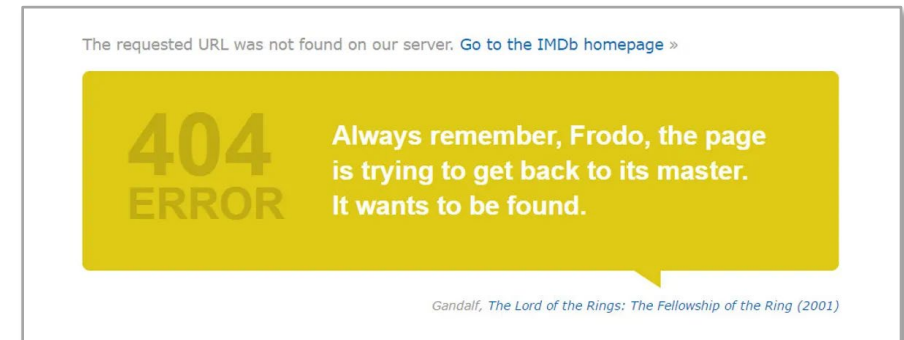 The requested URL was not found on our server. Go to the IMDb homepage »
404
ERROR
Always remember, Frodo, the page
is trying to get back to its master.
It wants to be found.
Gandalf, The Lord of the Rings: The Fellowship of the Ring (2001)